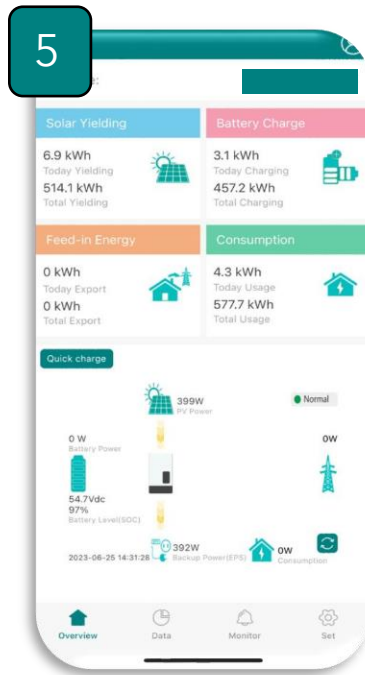 5
e:
Solar Yielding
Battery Charge
6.9 kWh
Today Yielding
514.1 kWh
Total Yielding
3.1 kWh
Today Charging
457.2 kWh
Total Charging
Feed-in Energy
Consumption
0 kWh
Today Export
0 kWh
Total Export
4.3 kWh
Today Usage
577.7 kWh
Total Usage
Quick charge
399W
PV Power
Normal
0 W
Battery Power
0W
54.7Vdc
97%
Battery Level(SOC)
2023-06-25 14:31:28
392W
Backup Power(EPS)
0W
Consumption
Overview
Data
Monitor
Set